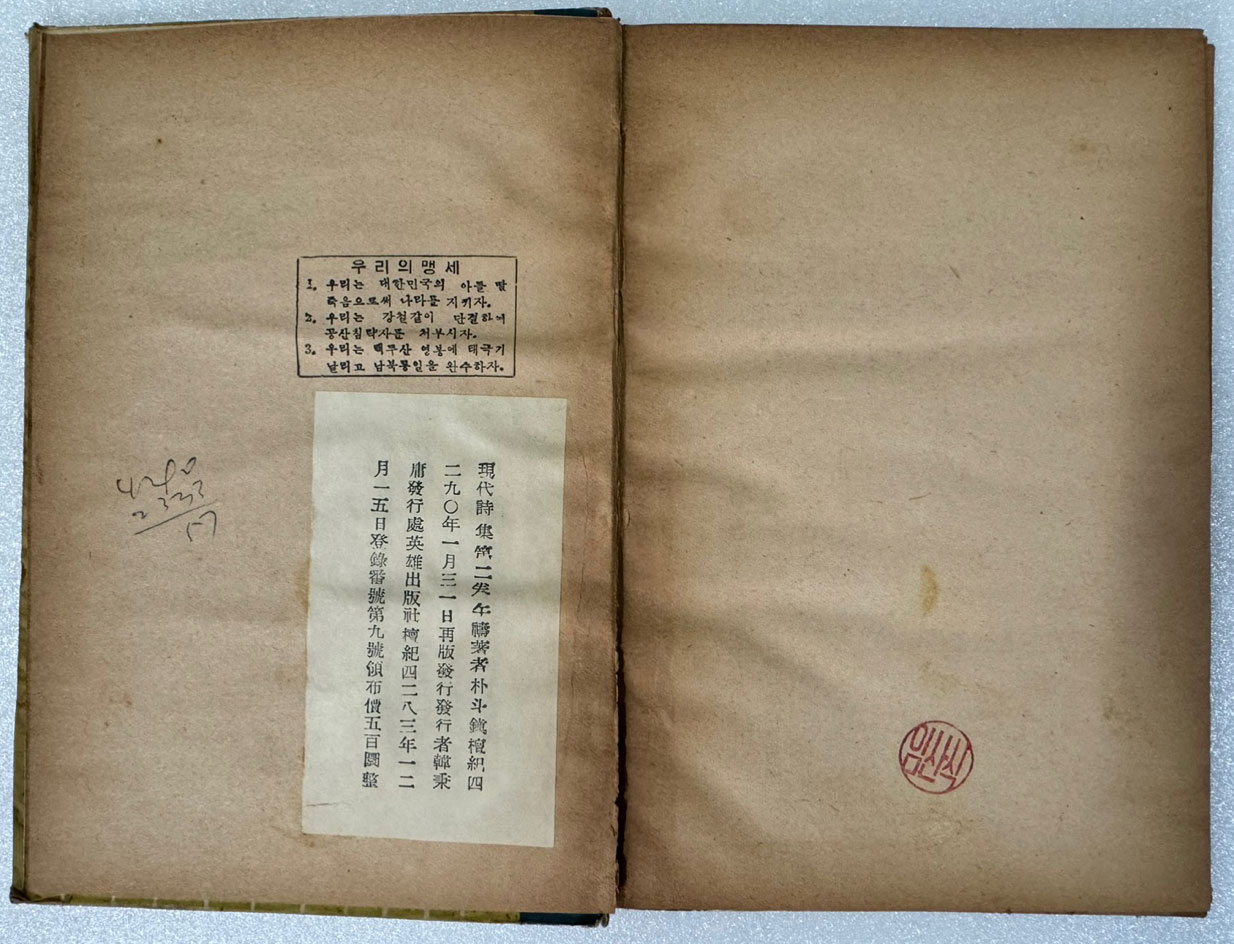 우리의맹세
1. 우리는 대한민국의 아들 딸
죽음으로써 나라를 지키자.
2. 우리는 강철같이 단결하여
공산침략자를 처부시자.
3. 우리는 백두산 영봉에 태극기
날리고 남북통일을 완수하자.
現代詩集第二午禱著者朴斗鎭檀紀四
二九〇年一月三一日再版發行發行者韓秉
庸發行處英雄出版社檀紀四二八三年一二
月一五日登錄番號第九號領布價五百圜整
4290
2333
57